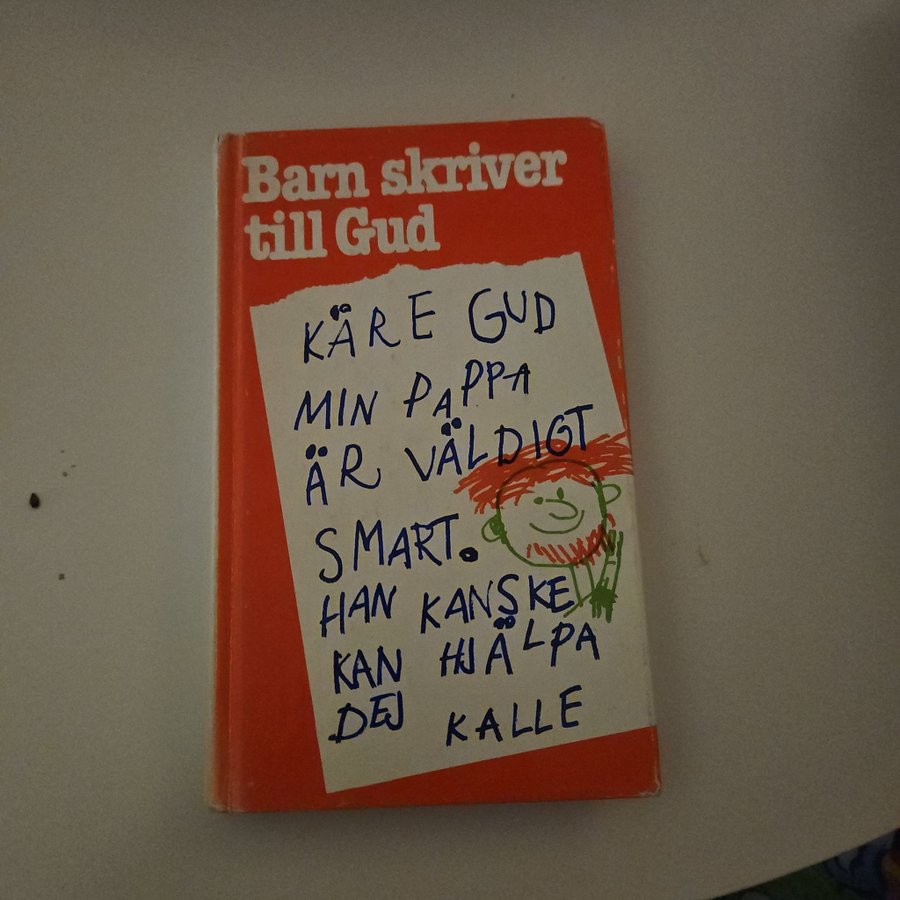 Barn skriver
till Gud
KÄRE GUD
MIN PAPPA
ÄR VÄLDIGT
SMART.
HAN KANSKE
KAN HJÄLPA
DEJ KALLE